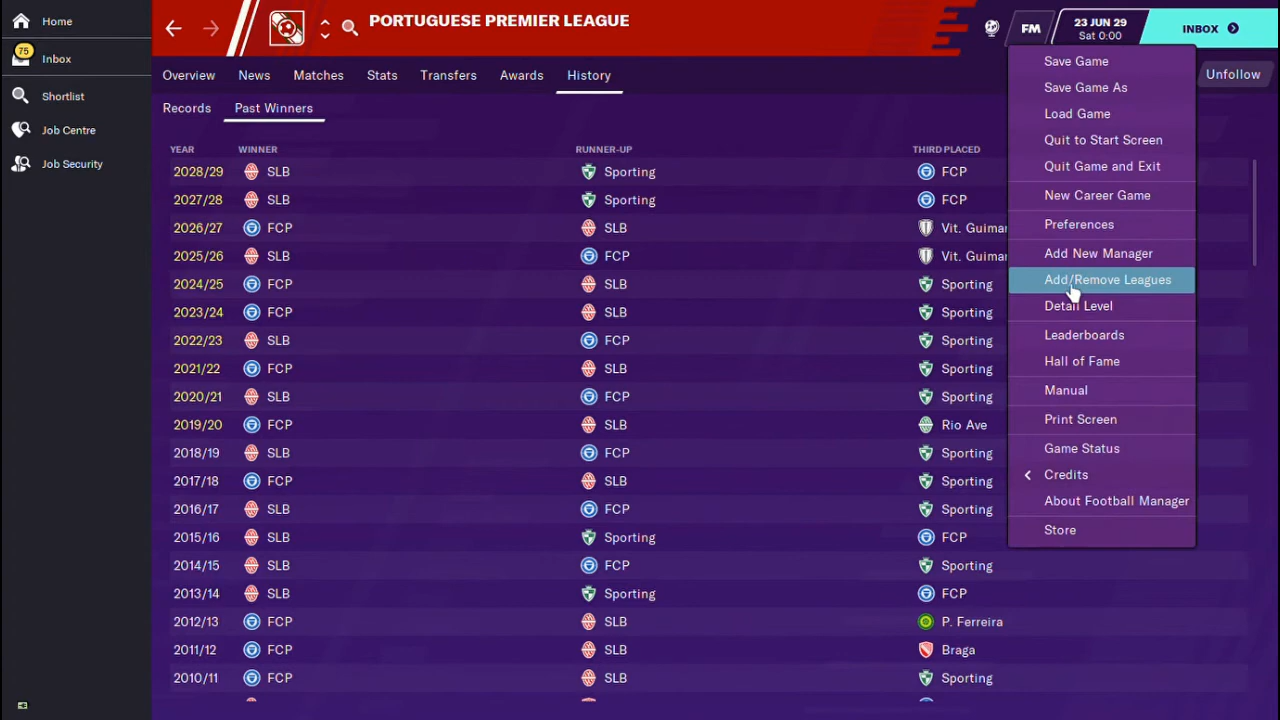 Home
75
Inbox
Shortlist
Job Centre
Job Security
PORTUGUESE PREMIER LEAGUE
FM
23 JUN 29
Sat 0:00
INBOX
Overview News Matches Stats Transfers Awards History
Unfollow
Records Past Winners
YEAR WINNER RUNNER-UP THIRD PLACED
2028/29 SLB Sporting FCP
2027/28 SLB Sporting FCP
2026/27 FCP SLB Vit. Guimar
2025/26 SLB FCP Vit. Guimar
2024/25 FCP SLB Sporting
2023/24 FCP SLB Sporting
2022/23 SLB FCP Sporting
2021/22 FCP SLB Sporting
2020/21 SLB FCP Sporting
2019/20 FCP SLB Rio Ave
2018/19 SLB FCP Sporting
2017/18 FCP SLB Sporting
2016/17 SLB FCP Sporting
2015/16 SLB Sporting FCP
2014/15 SLB FCP Sporting
2013/14 SLB Sporting FCP
2012/13 FCP SLB P. Ferreira
2011/12 FCP SLB Braga
2010/11 FCP SLB Sporting
Save Game
Save Game As
Load Game
Quit to Start Screen
Quit Game and Exit
New Career Game
Preferences
Add New Manager
Add/Remove Leagues
Detail Level
Leaderboards
Hall of Fame
Manual
Print Screen
Game Status
Credits
About Football Manager
Store